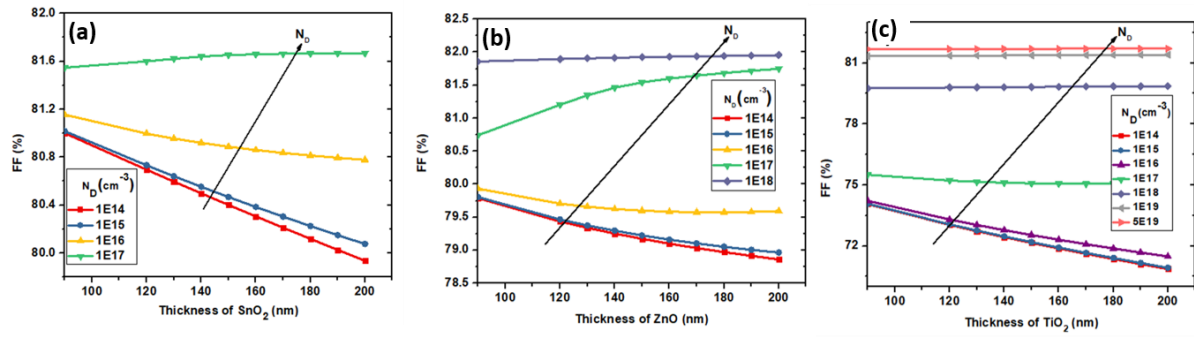 (a)
N_D
FF (%)
82.0
81.6
81.2
80.8
80.4
80.0
N_D(cm⁻³)
1E14
1E15
1E16
1E17
100 120 140 160 180 200
Thickness of SnO₂ (nm)
(b)
N_D
FF (%)
82.5
82.0
81.5
81.0
80.5
80.0
79.5
79.0
78.5
N_D(cm⁻³)
1E14
1E15
1E16
1E17
1E18
100 120 140 160 180 200
Thickness of ZnO (nm)
(c)
N_D
FF (%)
81
78
75
72
N_D(cm⁻³)
1E14
1E15
1E16
1E17
1E18
1E19
5E19
100 120 140 160 180 200
Thickness of TiO₂ (nm)